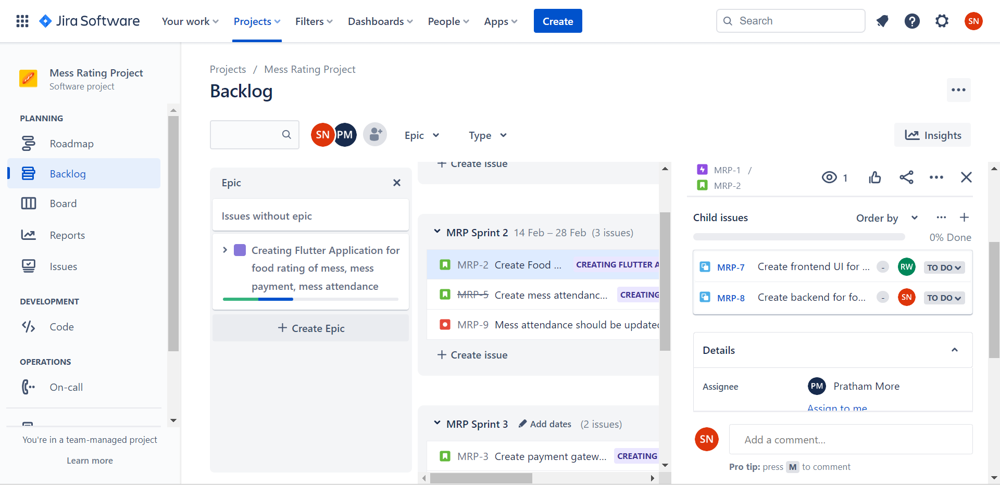 Jira Software
Your work
Projects
Filters
Dashboards
People
Apps
Create
Search
SN
Mess Rating Project
Software project
PLANNING
Roadmap
Backlog
Board
Reports
Issues
DEVELOPMENT
Code
OPERATIONS
On-call
You're in a team-managed project
Learn more
Projects / Mess Rating Project
Backlog
SN PM
Epic
Type
Insights
Epic
Issues without epic
Creating Flutter Application for
food rating of mess, mess
payment, mess attendance
Create Epic
Create issue
MRP Sprint 2 14 Feb – 28 Feb (3 issues)
MRP-2 Create Food ... CREATING FLUTTER A
MRP-5 Create mess attendanc... CREATING
MRP-9 Mess attendance should be updated
Create issue
MRP Sprint 3 Add dates (2 issues)
MRP-3 Create payment gatew... CREATING
MRP-1 /
MRP-2
1
Child issues
Order by
0% Done
MRP-7 Create frontend UI for ... - RW TO DO
MRP-8 Create backend for fo... - SN TO DO
Details
Assignee
PM Pratham More
Assign to me
SN
Add a comment...
Pro tip: press M to comment